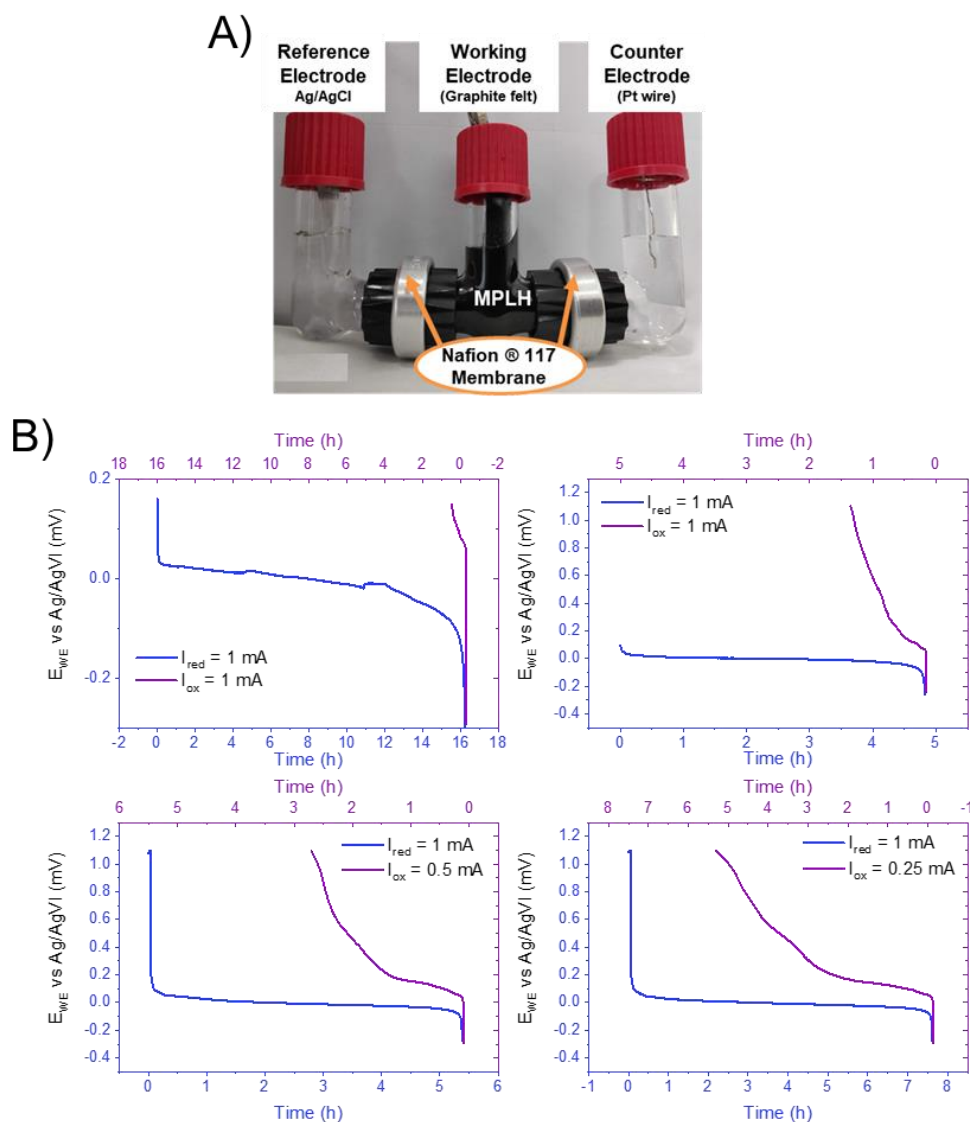 A)
Reference
Electrode
Ag/AgCl
Working
Electrode
(Graphite felt)
Counter
Electrode
(Pt wire)
MPLH
Nafion ® 117
Membrane
B)
Time (h)
18 16 14 12 10 8 6 4 2 0 -2
0.2
0.0
-0.2
E_WE vs Ag/AgVI (mV)
I_red = 1 mA
I_ox = 1 mA
-2 0 2 4 6 8 10 12 14 16 18
Time (h)
Time (h)
5 4 3 2 1 0
1.2
1.0
0.8
0.6
0.4
0.2
0.0
-0.2
-0.4
E_WE vs Ag/AgVI (mV)
I_red = 1 mA
I_ox = 1 mA
0 1 2 3 4 5
Time (h)
Time (h)
6 5 4 3 2 1 0
1.2
1.0
0.8
0.6
0.4
0.2
0.0
-0.2
-0.4
E_WE vs Ag/AgVI (mV)
I_red = 1 mA
I_ox = 0.5 mA
0 1 2 3 4 5 6
Time (h)
Time (h)
8 7 6 5 4 3 2 1 0 -1
1.2
1.0
0.8
0.6
0.4
0.2
0.0
-0.2
-0.4
E_WE vs Ag/AgVI (mV)
I_red = 1 mA
I_ox = 0.25 mA
-1 0 1 2 3 4 5 6 7 8
Time (h)